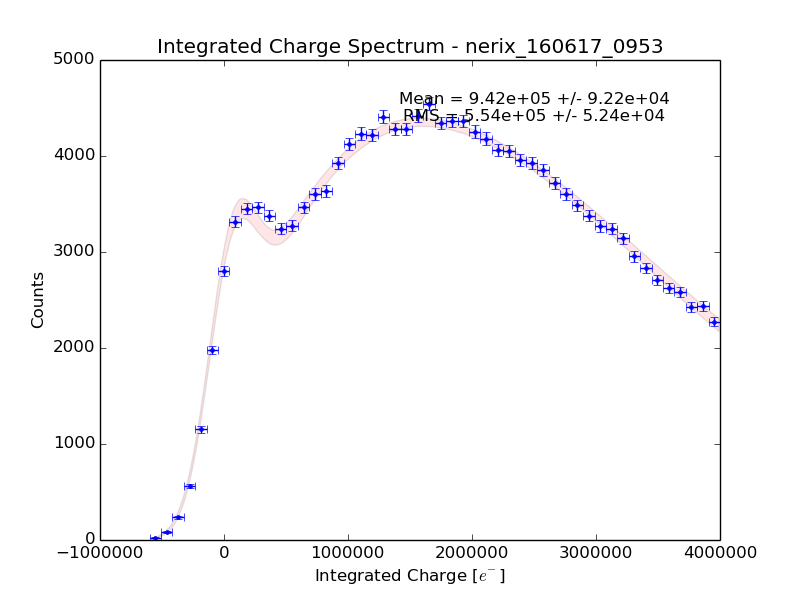 Integrated Charge Spectrum - nerix_160617_0953
5000
Mean = 9.42e+05 +/- 9.22e+04
RMS = 5.54e+05 +/- 5.24e+04
4000
3000
Counts
2000
1000
0
−1000000 0 1000000 2000000 3000000 4000000
Integrated Charge [e⁻]